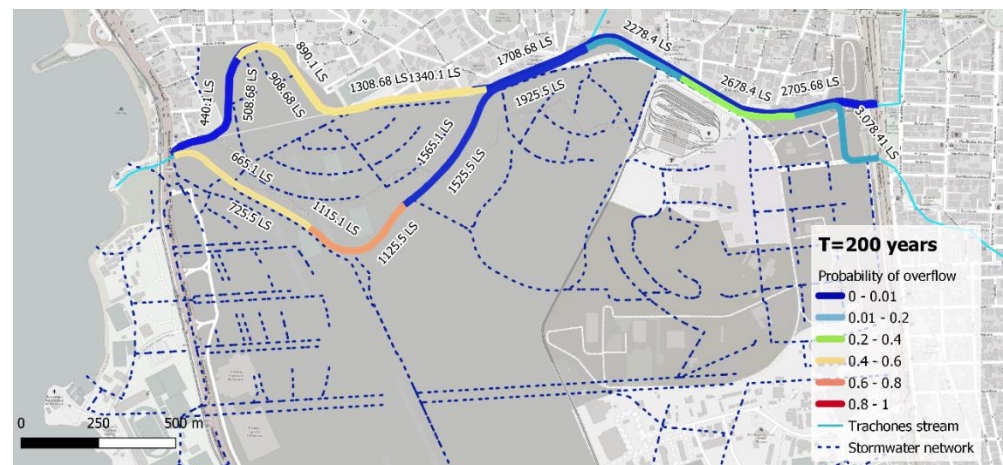 2278.4 LS
890.1 LS
1708.68 LS
1308.68 LS
1340.1 LS
2678.4 LS
2705.68 LS
440.1 LS
508.68 LS
908.68 LS
1925.5 LS
3.078.41 LS
1565.1 LS
665.1 LS
1525.5 LS
725.5 LS
1115.1 LS
1125.5 LS
T=200 years
Probability of overflow
0 - 0.01
0.01 - 0.2
0.2 - 0.4
0.4 - 0.6
0.6 - 0.8
0.8 - 1
Trachones stream
Stormwater network
0 250 500 m